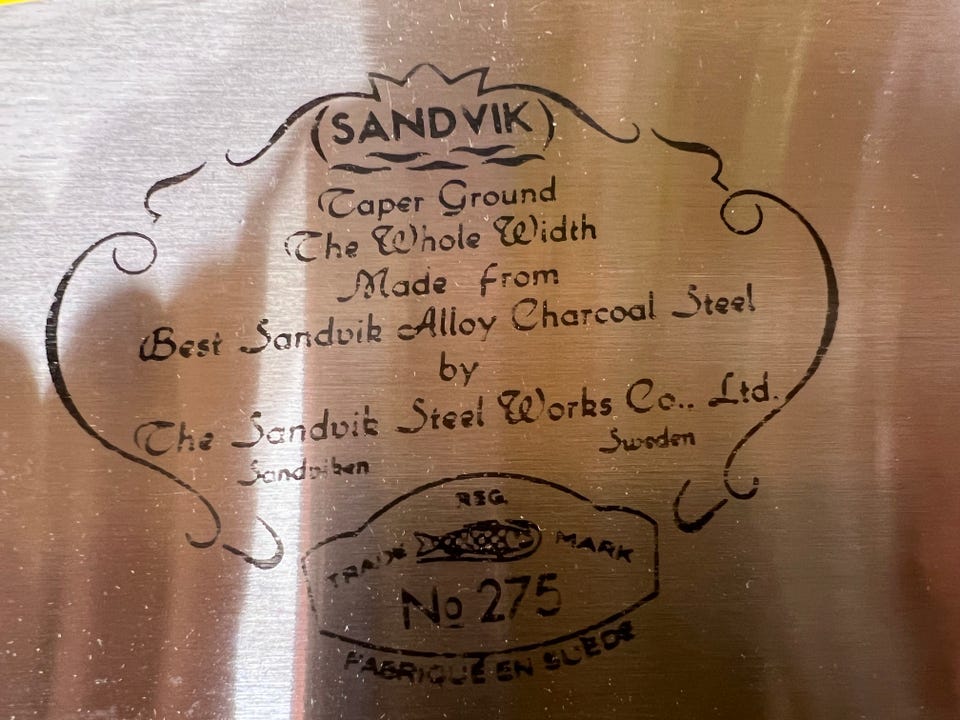 (SANDVIK)
Taper Ground
The Whole Width
Made from
Best Sandvik Alloy Charcoal Steel
by
The Sandvik Steel Works Co., Ltd.
Sandviken Sweden
REG.
TRADE MARK
No 275
FABRIQUÉ EN SUÈDE